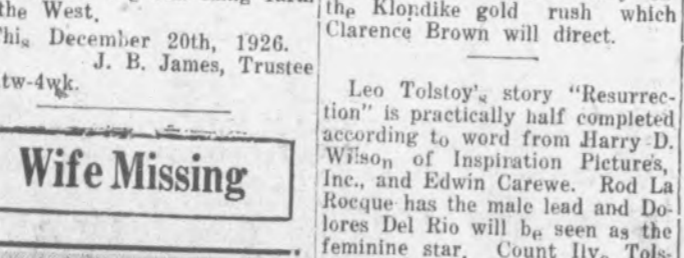 the West.
This December 20th, 1926.
J. B. James, Trustee
tw-4wk.
Wife Missing
the Klondike gold rush which
Clarence Brown will direct.
Leo Tolstoy's story "Resurrec-
tion" is practically half completed
according to word from Harry D.
Wilson of Inspiration Pictures,
Inc., and Edwin Carewe. Rod La
Rocque has the male lead and Do-
lores Del Rio will be seen as the
feminine star. Count Ily. Tols-